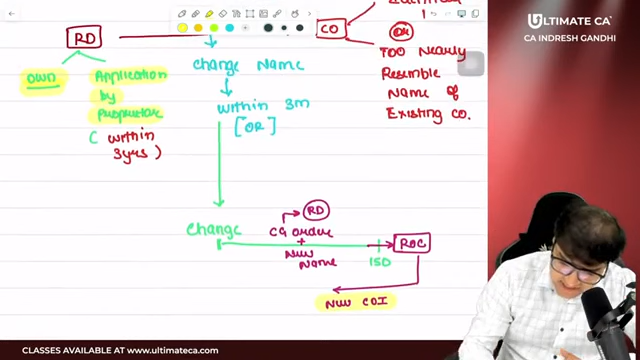 ULTIMATE CA
CA INDRESH GANDHI
RD
CO
OR
own
Application
by
Proprietor
( within
3yrs )
change Name
within 3m
[OR]
TOO Nearly
Resemble
Name of
Existing Co.
RD
Change
CG order
+
New
Name
15D
ROC
New COI
CLASSES AVAILABLE AT www.ultimateca.com